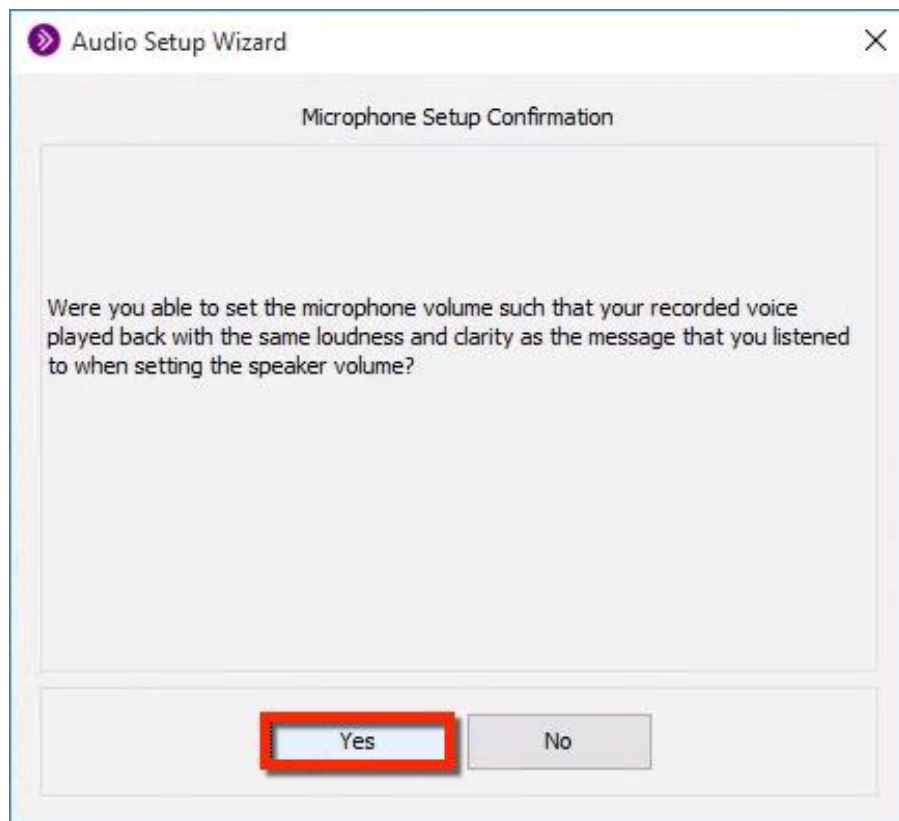 Audio Setup Wizard
Microphone Setup Confirmation
Were you able to set the microphone volume such that your recorded voice
played back with the same loudness and clarity as the message that you listened
to when setting the speaker volume?
Yes No